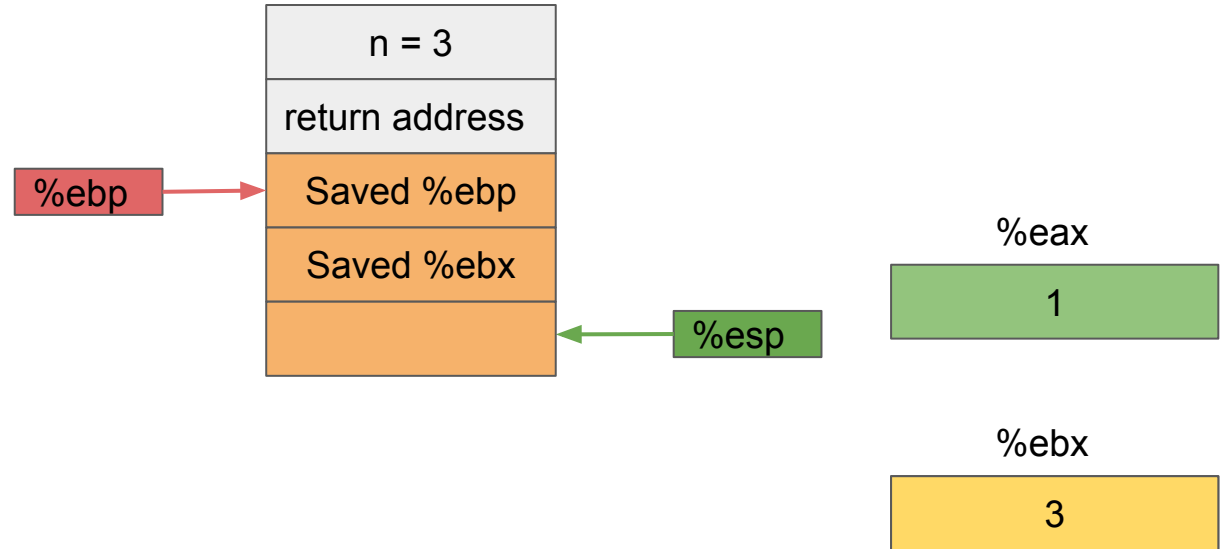 n = 3
return address
%ebp
Saved %ebp
Saved %ebx
%esp
%eax
1
%ebx
3